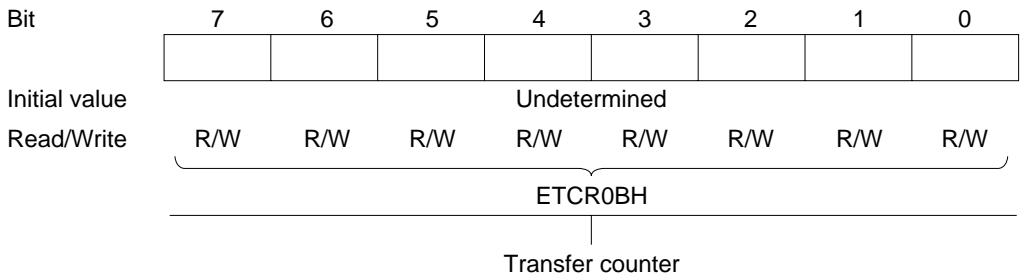 Bit 7 6 5 4 3 2 1 0
Initial value Undetermined
Read/Write R/W R/W R/W R/W R/W R/W R/W R/W
ETCR0BH
Transfer counter